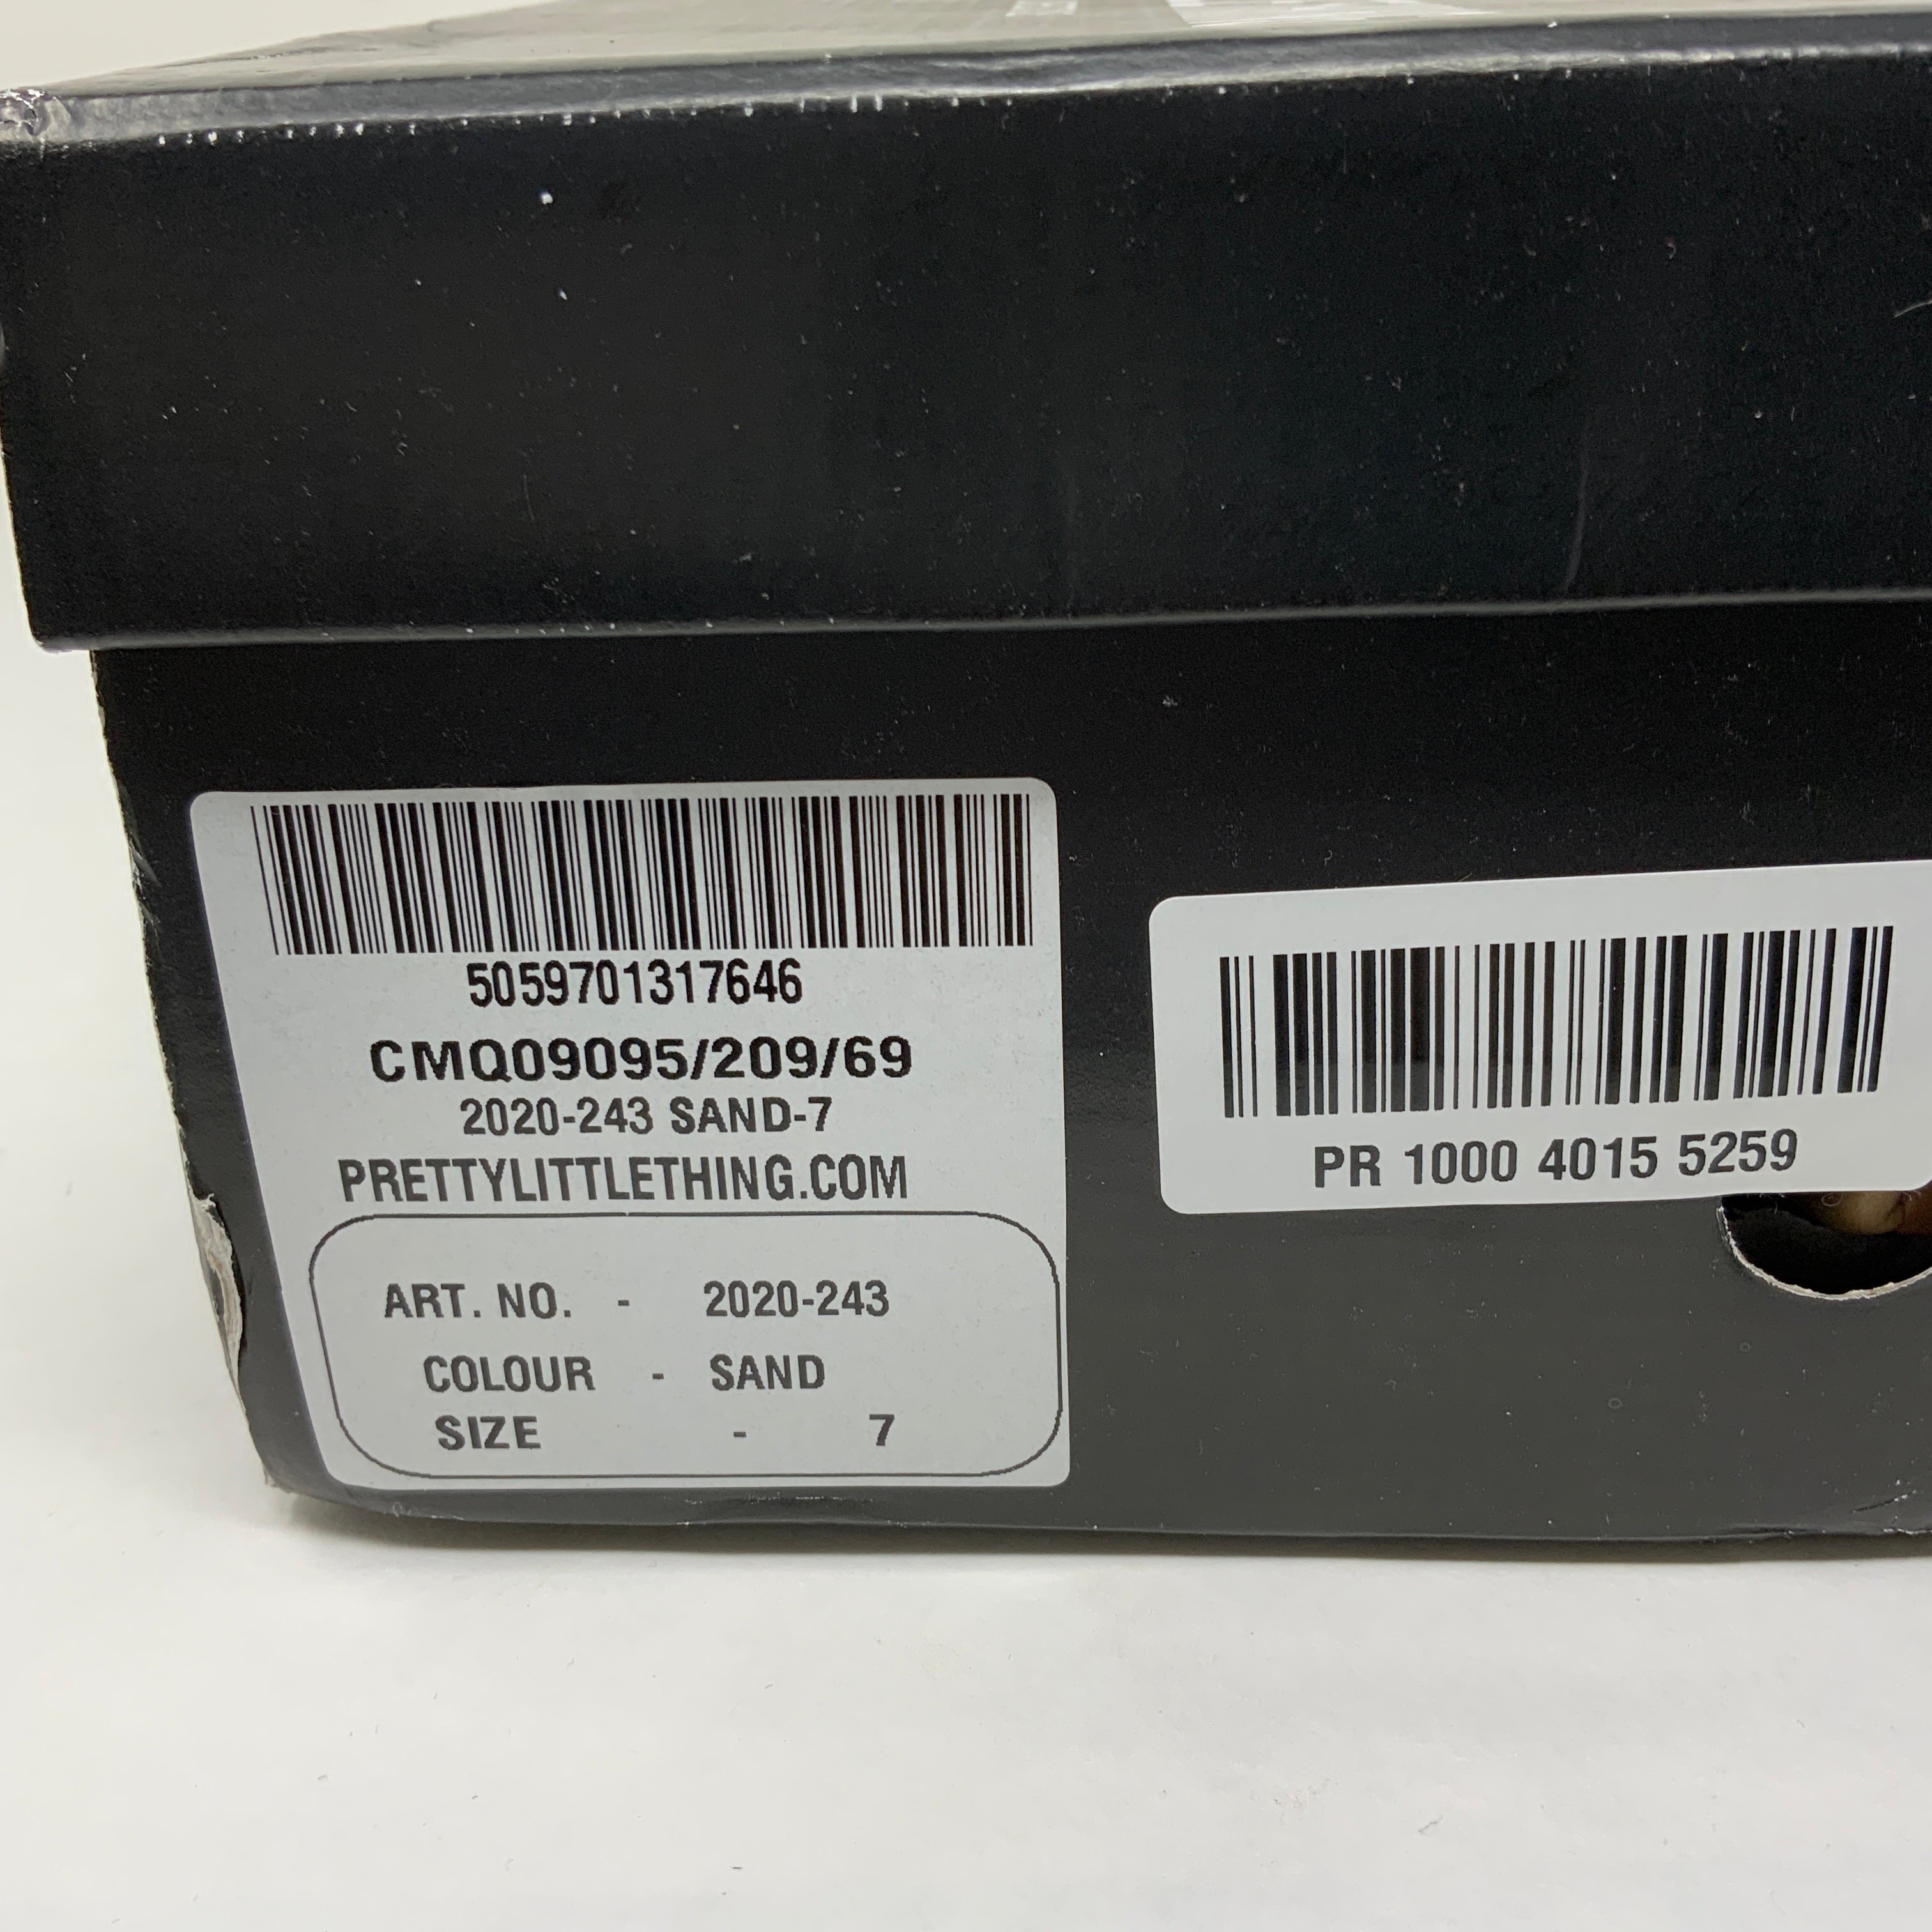 5059701317646
CMQ09095/209/69
2020-243 SAND-7
PRETTYLITTLETHING.COM
ART. NO. - 2020-243
COLOUR - SAND
SIZE - 7
PR 1000 4015 5259